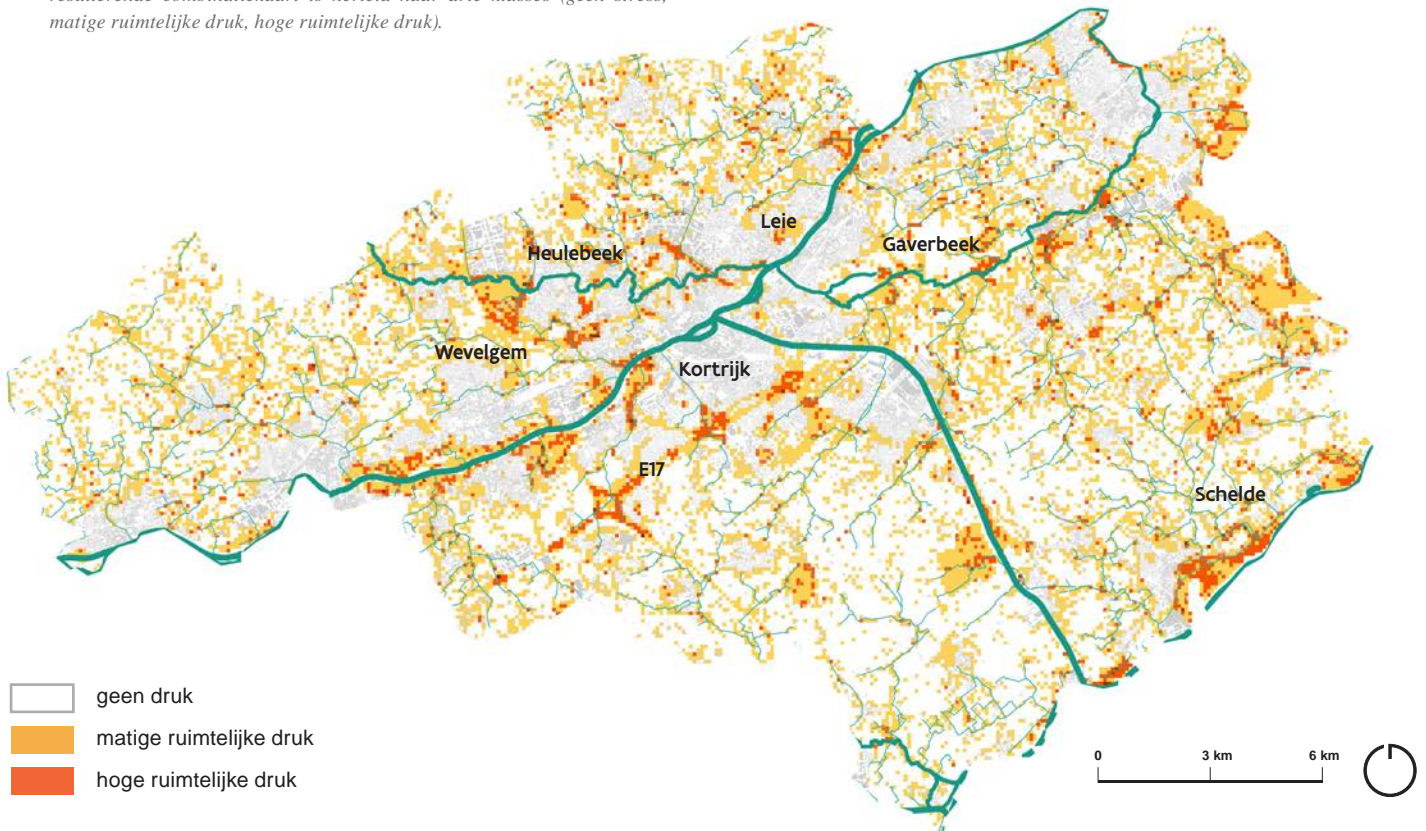 matige ruimtelijke druk, hoge ruimtelijke druk).
Leie
Heulebeek
Gaverbeek
Wevelgem
Kortrijk
E17
Schelde
geen druk
matige ruimtelijke druk
hoge ruimtelijke druk
0 3 km 6 km